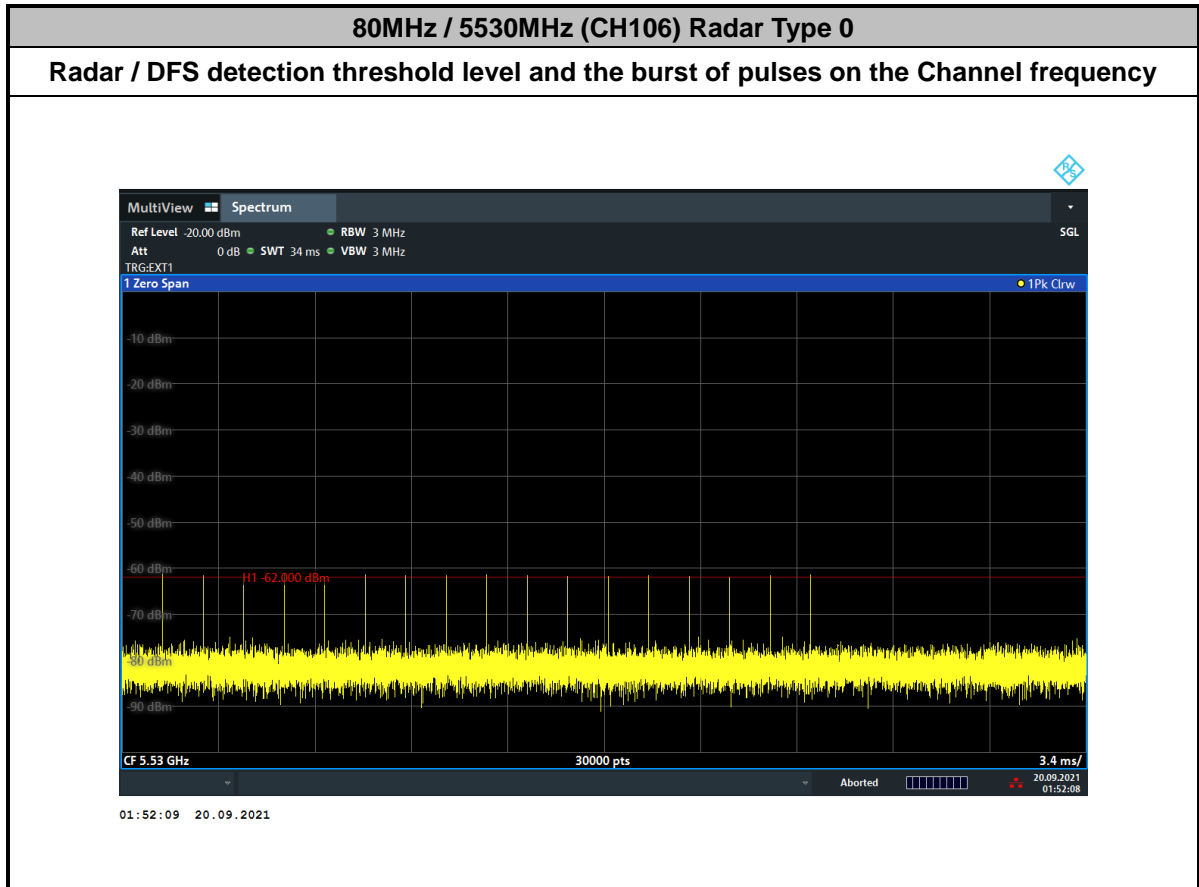 80MHz / 5530MHz (CH106) Radar Type 0
Radar / DFS detection threshold level and the burst of pulses on the Channel frequency
R S
MultiView Spectrum
Ref Level -20.00 dBm RBW 3 MHz SGL
Att 0 dB SWT 34 ms VBW 3 MHz
TRG:EXT1
1 Zero Span 1Pk Clrw
-10 dBm
-20 dBm
-30 dBm
-40 dBm
-50 dBm
-60 dBm
H1 -62.000 dBm
-70 dBm
-80 dBm
-90 dBm
CF 5.53 GHz 30000 pts 3.4 ms/
Aborted 20.09.2021
01:52:08
01:52:09 20.09.2021